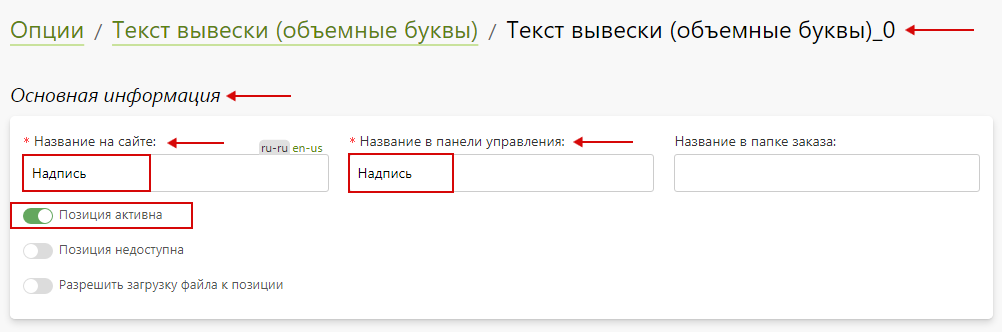 Опции / Текст вывески (объемные буквы) / Текст вывески (объемные буквы)_0
Основная информация
* Название на сайте: ru-ru en-us * Название в панели управления: Название в папке заказа:
Надпись Надпись
Позиция активна
Позиция недоступна
Разрешить загрузку файла к позиции